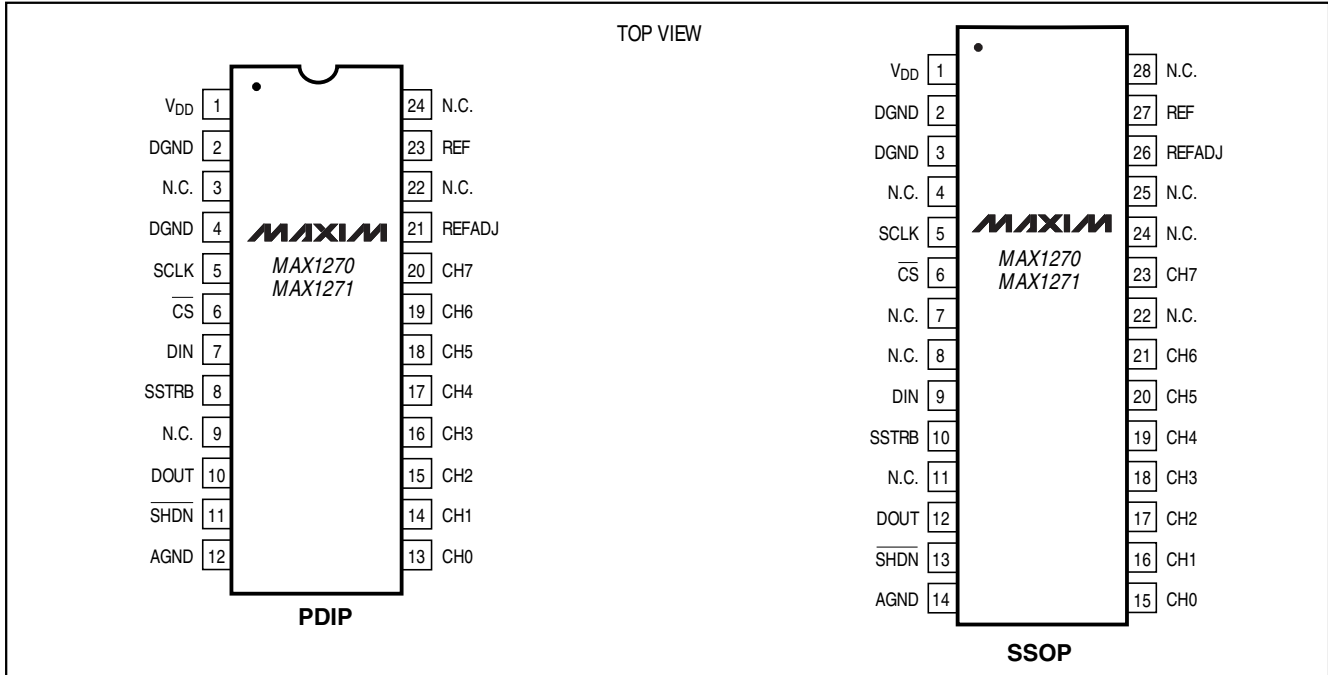 TOP VIEW
VDD 1
DGND 2
N.C. 3
DGND 4
SCLK 5
CS 6
DIN 7
SSTRB 8
N.C. 9
DOUT 10
SHDN 11
AGND 12
MAXIM
MAX1270
MAX1271
24 N.C.
23 REF
22 N.C.
21 REFADJ
20 CH7
19 CH6
18 CH5
17 CH4
16 CH3
15 CH2
14 CH1
13 CH0
PDIP
VDD 1
DGND 2
DGND 3
N.C. 4
SCLK 5
CS 6
N.C. 7
N.C. 8
DIN 9
SSTRB 10
N.C. 11
DOUT 12
SHDN 13
AGND 14
MAXIM
MAX1270
MAX1271
28 N.C.
27 REF
26 REFADJ
25 N.C.
24 N.C.
23 CH7
22 N.C.
21 CH6
20 CH5
19 CH4
18 CH3
17 CH2
16 CH1
15 CH0
SSOP